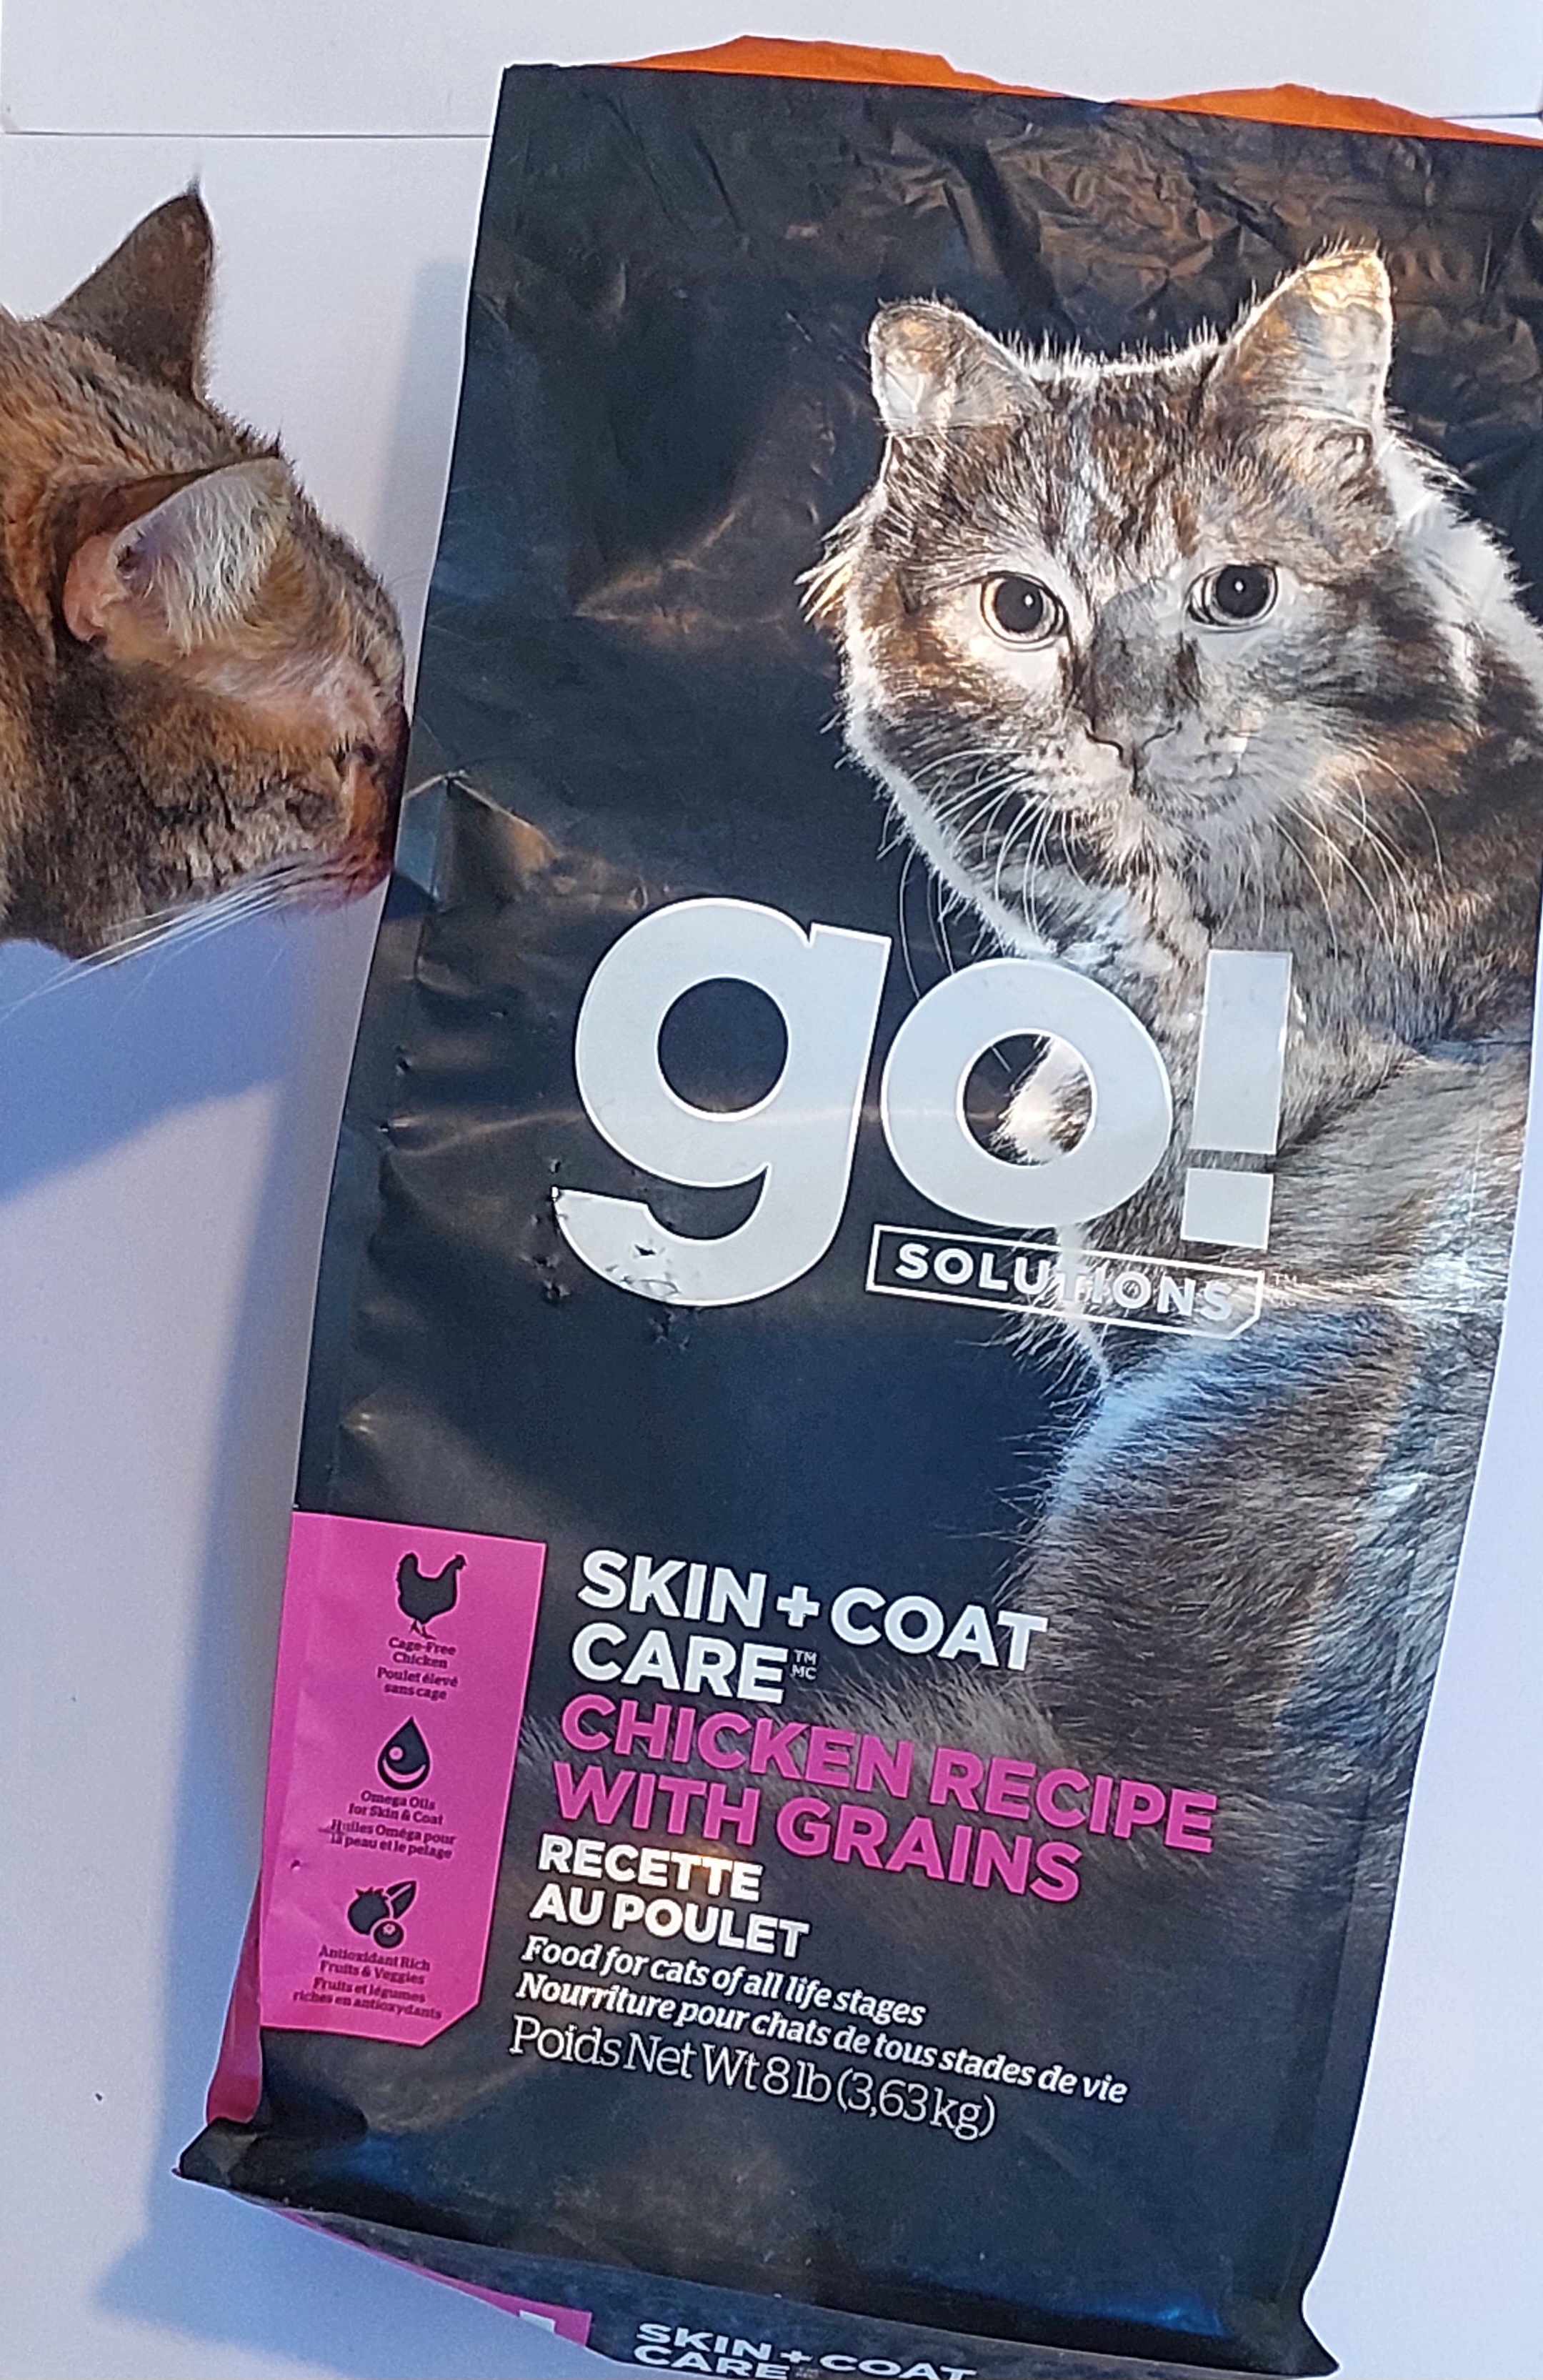 go!
SOLUTIONS™
SKIN+COAT
CARE™ MC
CHICKEN RECIPE
WITH GRAINS
RECETTE
AU POULET
Food for cats of all life stages
Nourriture pour chats de tous stades de vie
Poids Net Wt 8 lb (3,63 kg)
Cage-Free
Chicken
Poulet élevé
sans cage
Omega Oils
for Skin & Coat
Huiles Oméga pour
la peau et le pelage
Antioxidant Rich
Fruits & Veggies
Fruits et légumes
riches en antioxydants
SKIN+COAT
CARE